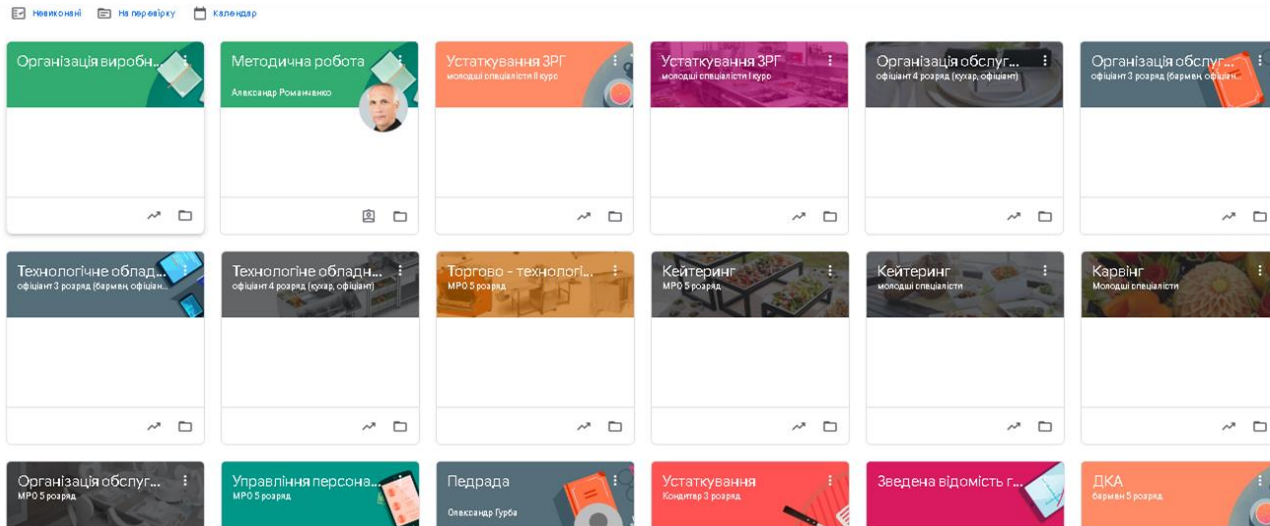 Невиконані На перевірку Календар
Організація виробн...
Методична робота
Александр Романченко
Устаткування ЗРГ
молодші спеціалісти II курс
Устаткування ЗРГ
молодші спеціалісти I курс
Організація обслуг...
офіціант 4 розряд (кухар, офіціант)
Організація обслуг...
офіціант 3 розряд (бармен, офіціан...
Технологічне облад...
офіціант 3 розряд (бармен, офіціан...
Технологіне обладн...
офіціант 4 розряд (кухар, офіціант)
Торгово - технологі...
МРО 5 розряд
Кейтеринг
МРО 5 розряд
Кейтеринг
молодші спеціалісти
Карвінг
Молодші спеціалісти
Організація обслуг...
МРО 5 розряд
Управління персона...
МРО 5 розряд
Педрада
Олександр Гурба
Устаткування
Кондитер 3 розряд
Зведена відомість г...
ДКА
бармен 5 розряд